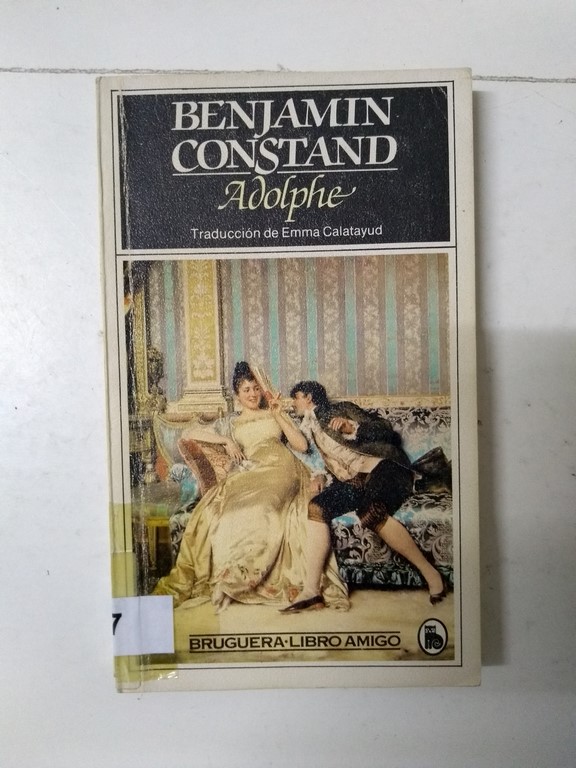 BENJAMIN
CONSTAND
Adolphe
Traducción de Emma Calatayud
BRUGUERA·LIBRO AMIGO
7